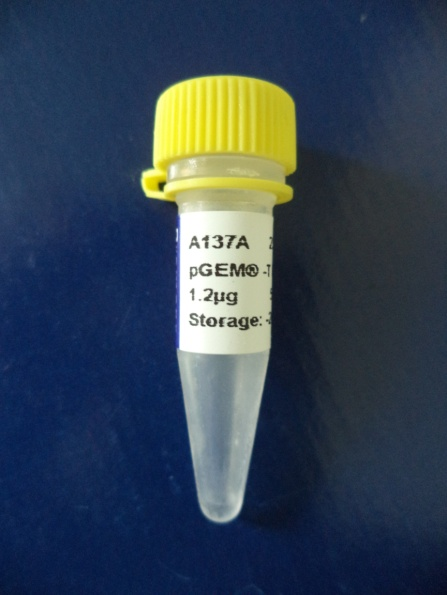 A137A
pGEM® -T
1.2µg
Storage: